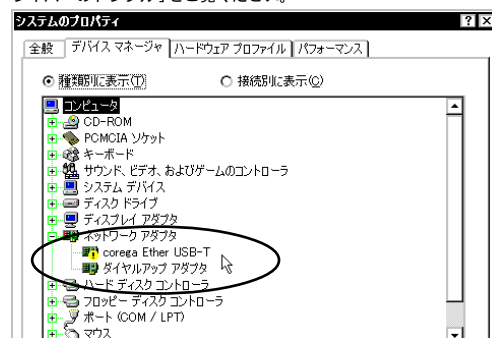 システムのプロパティ
全般 デバイス マネージャ ハードウェア プロファイル パフォーマンス
種類別に表示(T) 接続別に表示(C)
コンピュータ
CD-ROM
PCMCIA ソケット
キーボード
サウンド、ビデオ、およびゲームのコントローラ
システム デバイス
ディスク ドライブ
ディスプレイ アダプタ
ネットワーク アダプタ
corega Ether USB-T
ダイヤルアップ アダプタ
ハード ディスク コントローラ
フロッピー ディスク コントローラ
ポート (COM / LPT)
マウス